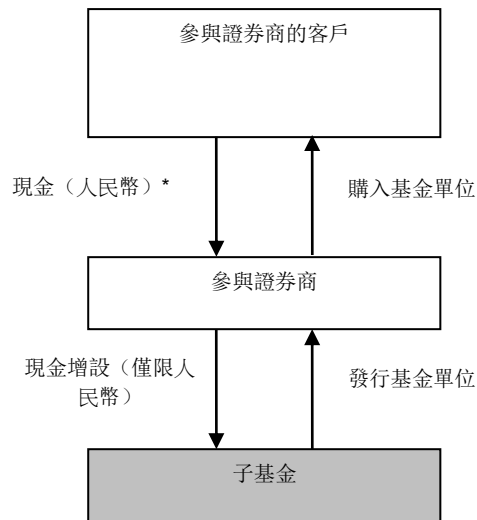 參與證券商的客戶
現金（人民幣）*
購入基金單位
參與證券商
現金增設（僅限人
民幣）
發行基金單位
子基金